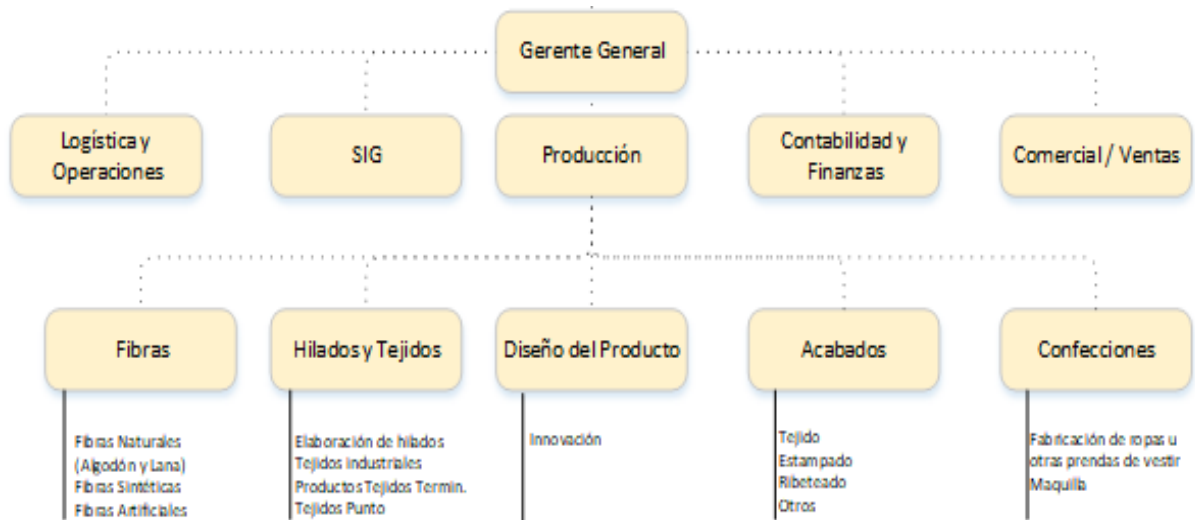 Gerente General
Logística y
Operaciones
SIG
Producción
Contabilidad y
Finanzas
Comercial / Ventas
Fibras
Hilados y Tejidos
Diseño del Producto
Acabados
Confecciones
Fibras Naturales
(Algodón y Lana)
Fibras Sintéticas
Fibras Artificiales
Elaboración de hilados
Tejidos Industriales
Productos Tejidos Termin.
Tejidos Punto
Innovación
Tejido
Estampado
Ribeteado
Otros
Fabricación de ropas u
otras prendas de vestir
Maquilla